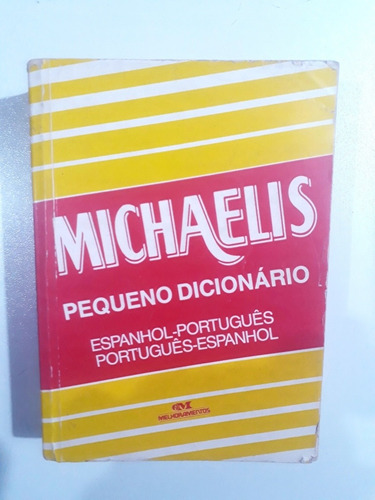 MICHAELIS
PEQUENO DICIONÁRIO
ESPANHOL-PORTUGUÊS
PORTUGUÊS-ESPANHOL
MELHORAMENTOS